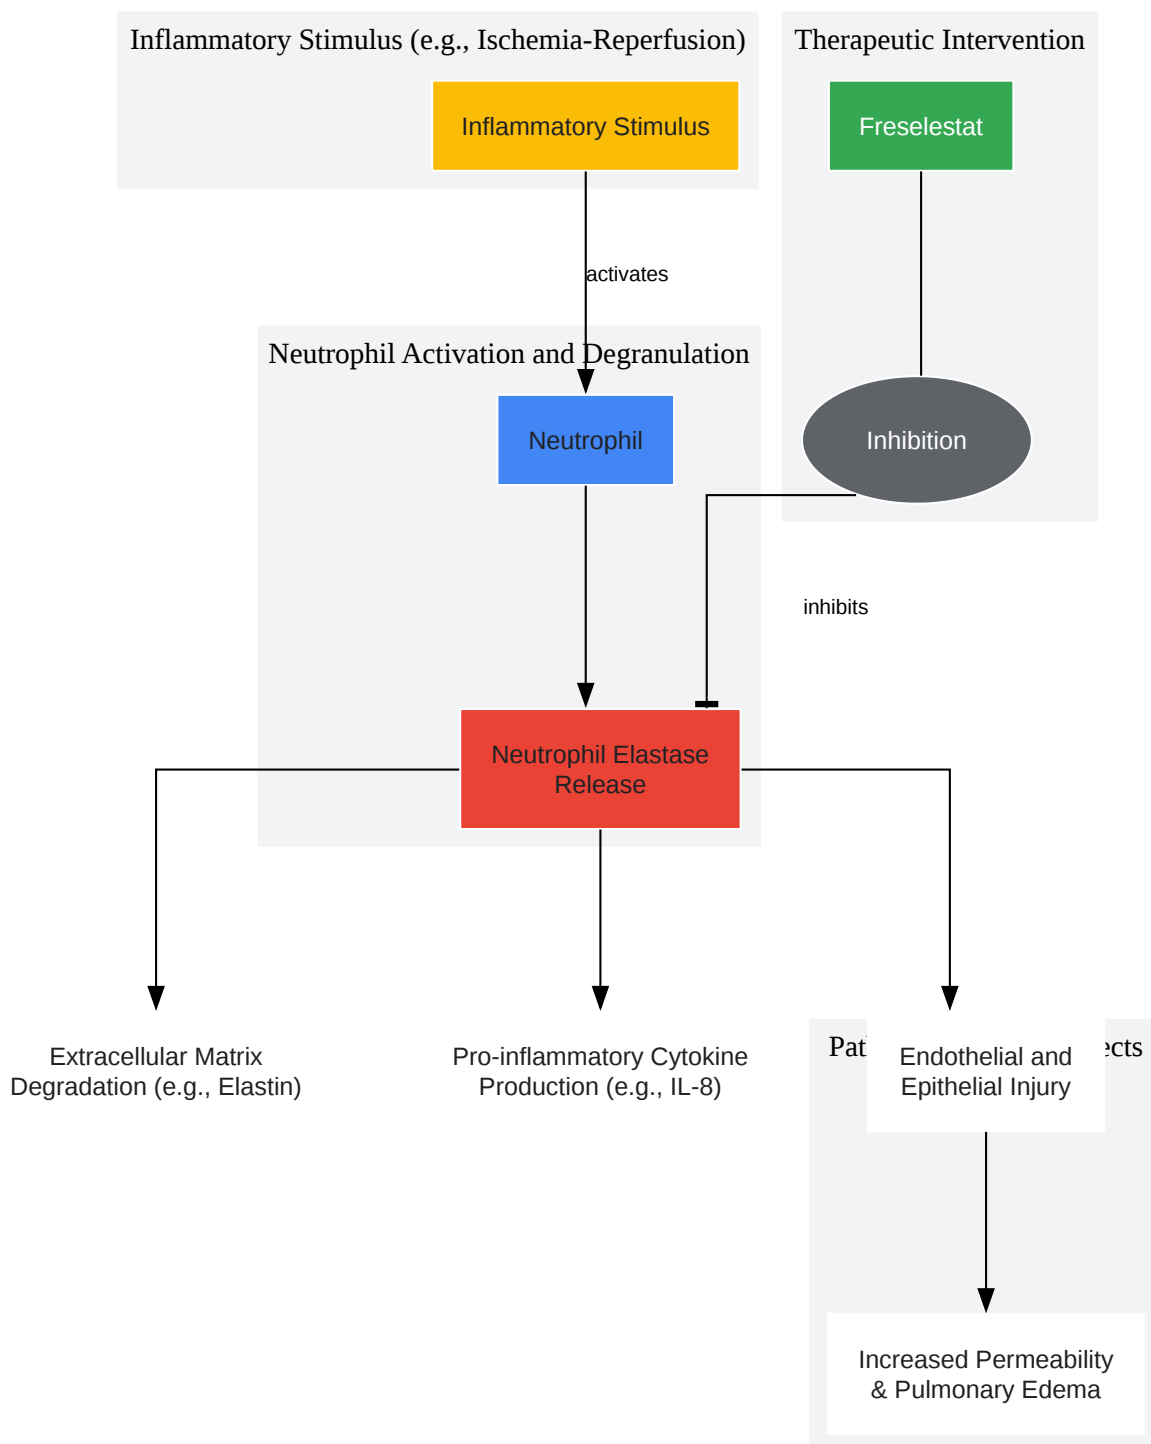 Inflammatory Stimulus (e.g., Ischemia-Reperfusion)
Therapeutic Intervention
Inflammatory Stimulus
Freselestat
activates
Neutrophil Activation and Degranulation
Neutrophil
Inhibition
inhibits
Neutrophil Elastase
Release
Extracellular Matrix
Degradation (e.g., Elastin)
Pro-inflammatory Cytokine
Production (e.g., IL-8)
Endothelial and
Epithelial Injury
Increased Permeability
& Pulmonary Edema